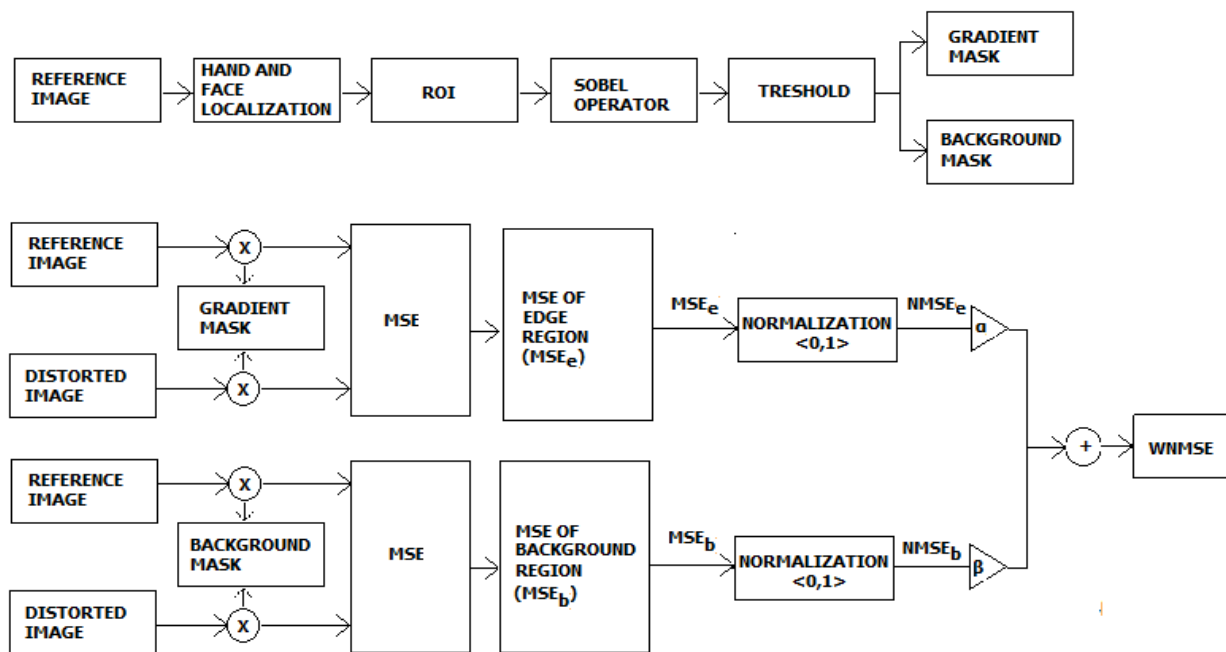 REFERENCE
IMAGE
HAND AND
FACE
LOCALIZATION
ROI
SOBEL
OPERATOR
TRESHOLD
GRADIENT
MASK
BACKGROUND
MASK
REFERENCE
IMAGE
X
GRADIENT
MASK
DISTORTED
IMAGE
X
MSE
MSE OF
EDGE
REGION
(MSEe)
MSEe
NORMALIZATION
<0,1>
NMSEe
α
REFERENCE
IMAGE
X
BACKGROUND
MASK
DISTORTED
IMAGE
X
MSE
MSE OF
BACKGROUND
REGION
(MSEb)
MSEb
NORMALIZATION
<0,1>
NMSEb
β
+
WNMSE